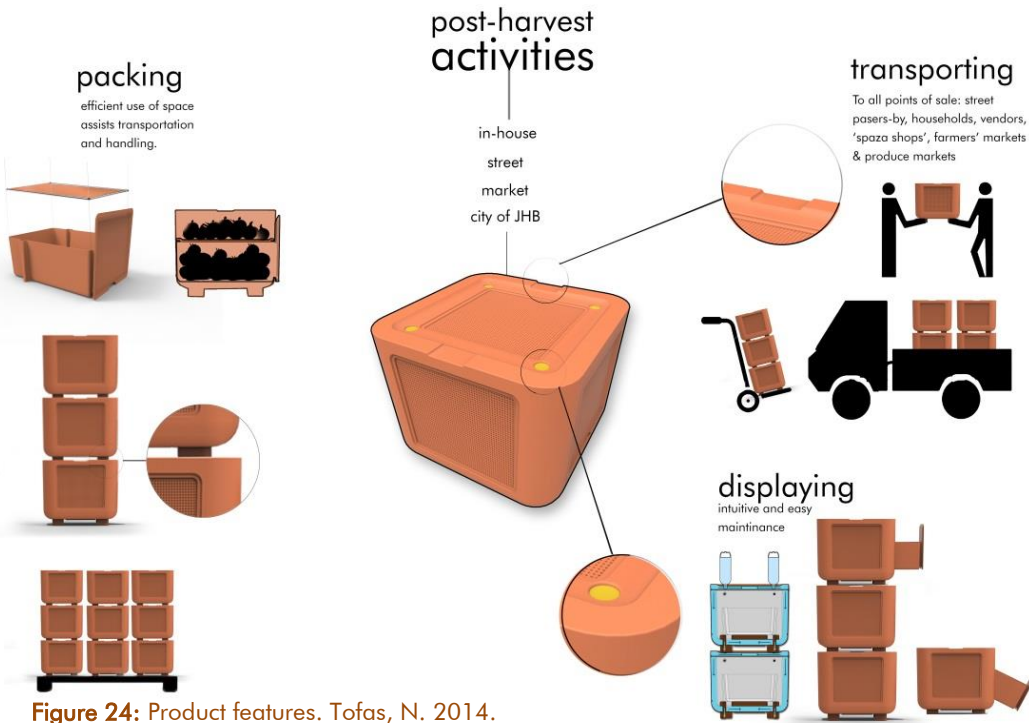 post-harvest
activities
in-house
street
market
city of JHB
packing
efficient use of space
assists transportation
and handling.
transporting
To all points of sale: street
pasers-by, households, vendors,
‘spaza shops’, farmers’ markets
& produce markets
displaying
intuitive and easy
maintinance
Figure 24: Product features. Tofas, N. 2014.